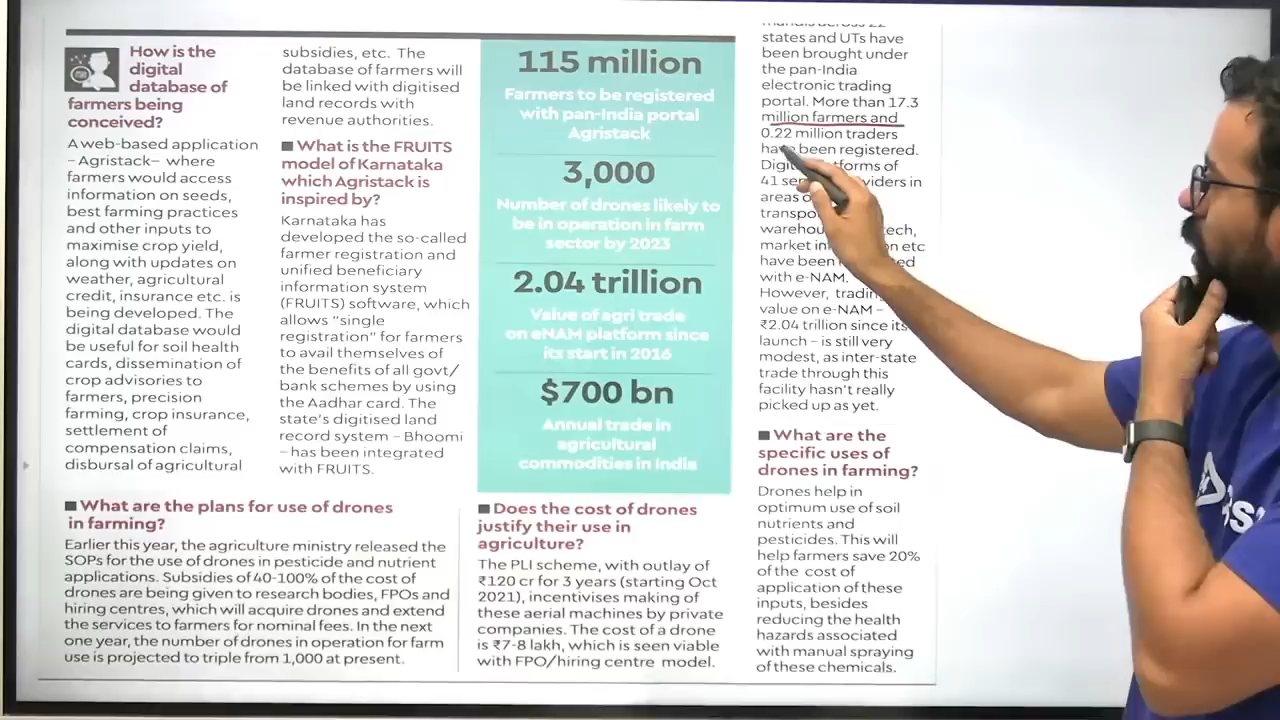 How is the
digital
database of
farmers being
conceived?
A web-based application
– Agristack– where
farmers would access
information on seeds,
best farming practices
and other inputs to
maximise crop yield,
along with updates on
weather, agricultural
credit, insurance etc. is
being developed. The
digital database would
be useful for soil health
cards, dissemination of
crop advisories to
farmers, precision
farming, crop insurance,
settlement of
compensation claims,
disbursal of agricultural
subsidies, etc. The
database of farmers will
be linked with digitised
land records with
revenue authorities.
■ What is the FRUITS
model of Karnataka
which Agristack is
inspired by?
Karnataka has
developed the so-called
farmer registration and
unified beneficiary
information system
(FRUITS) software, which
allows "single
registration" for farmers
to avail themselves of
the benefits of all govt/
bank schemes by using
the Aadhar card. The
state's digitised land
record system – Bhoomi
– has been integrated
with FRUITS.
115 million
Farmers to be registered
with pan-India portal
Agristack
3,000
Number of drones likely to
be in operation in farm
sector by 2023
2.04 trillion
Value of agri trade
on eNAM platform since
its start in 2016
$700 bn
Annual trade in
agricultural
commodities in India
■ What are the plans for use of drones
in farming?
Earlier this year, the agriculture ministry released the
SOPs for the use of drones in pesticide and nutrient
applications. Subsidies of 40-100% of the cost of
drones are being given to research bodies, FPOs and
hiring centres, which will acquire drones and extend
the services to farmers for nominal fees. In the next
one year, the number of drones in operation for farm
use is projected to triple from 1,000 at present.
■ Does the cost of drones
justify their use in
agriculture?
The PLI scheme, with outlay of
₹120 cr for 3 years (starting Oct
2021), incentivises making of
these aerial machines by private
companies. The cost of a drone
is ₹7-8 lakh, which is seen viable
with FPO/hiring centre model.
states and UTs have
been brought under
the pan-India
electronic trading
portal. More than 17.3
million farmers and
0.22 million traders
have been registered.
of
41 in
areas
market etc
have been
with e-NAM.
However,
value on e-NAM –
₹2.04 trillion since its
launch – is still very
modest, as inter-state
trade through this
facility hasn't really
picked up as yet.
■ What are the
specific uses of
drones in farming?
Drones help in
optimum use of soil
nutrients and
pesticides. This will
help farmers save 20%
of the cost of
application of these
inputs, besides
reducing the health
hazards associated
with manual spraying
of these chemicals.